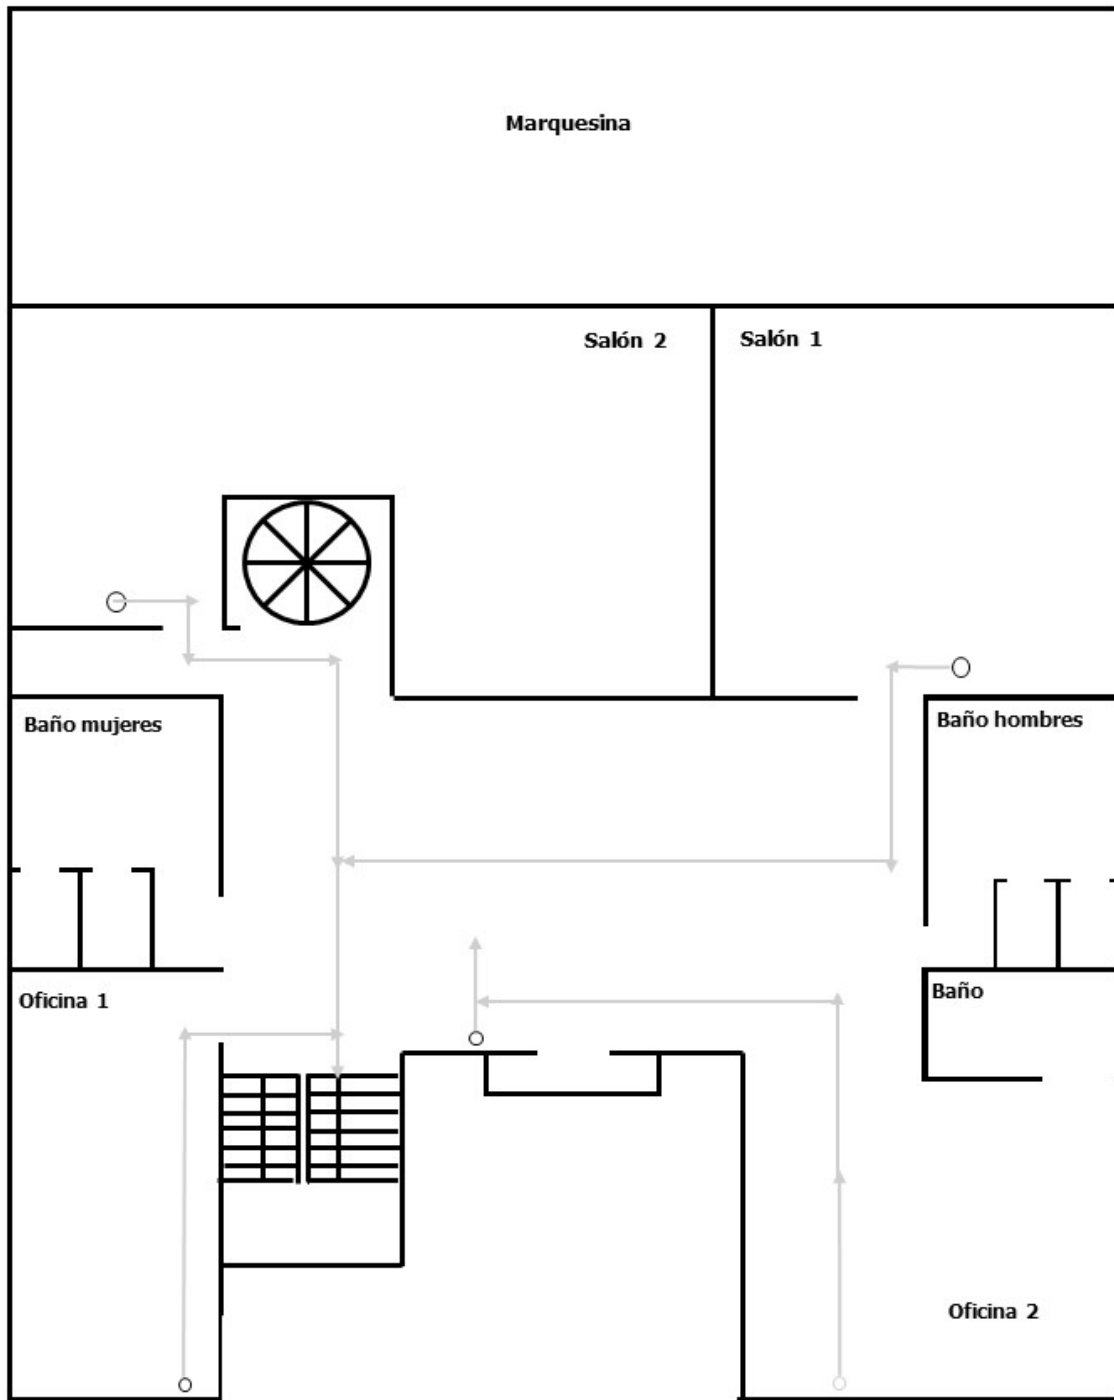 Marquesina
Salón 2
Salón 1
Baño mujeres
Baño hombres
Oficina 1
Baño
Oficina 2